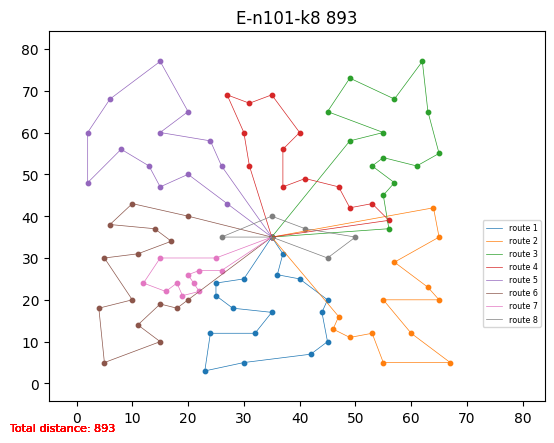 E-n101-k8 893
80
70
60
50
40
30
20
10
0
route 1
route 2
route 3
route 4
route 5
route 6
route 7
route 8
0 10 20 30 40 50 60 70 80
Total distance: 893